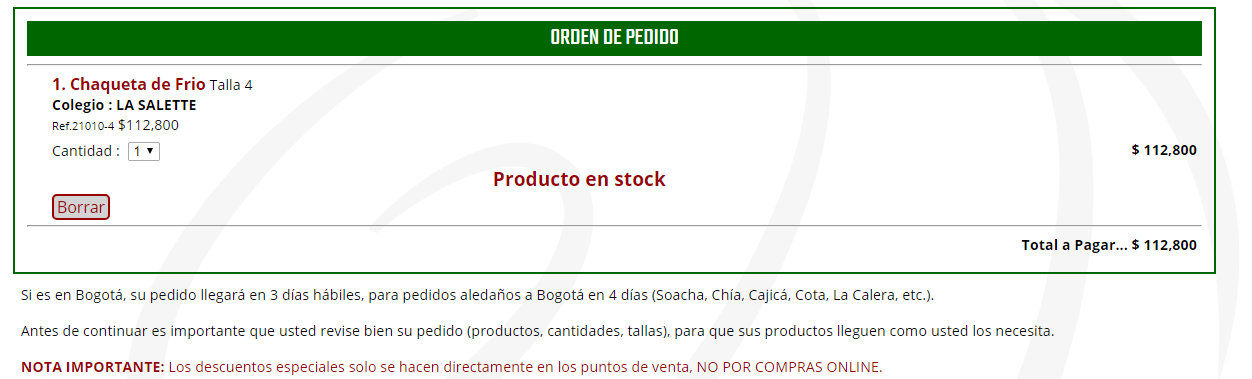 ORDEN DE PEDIDO
1. Chaqueta de Frio Talla 4
Colegio : LA SALETTE
Ref.21010-4 $112,800
Cantidad : 1 $ 112,800
Producto en stock
Borrar
Total a Pagar... $ 112,800
Si es en Bogotá, su pedido llegará en 3 días hábiles, para pedidos aledaños a Bogotá en 4 días (Soacha, Chía, Cajicá, Cota, La Calera, etc.).
Antes de continuar es importante que usted revise bien su pedido (productos, cantidades, tallas), para que sus productos lleguen como usted los necesita.
NOTA IMPORTANTE: Los descuentos especiales solo se hacen directamente en los puntos de venta, NO POR COMPRAS ONLINE.